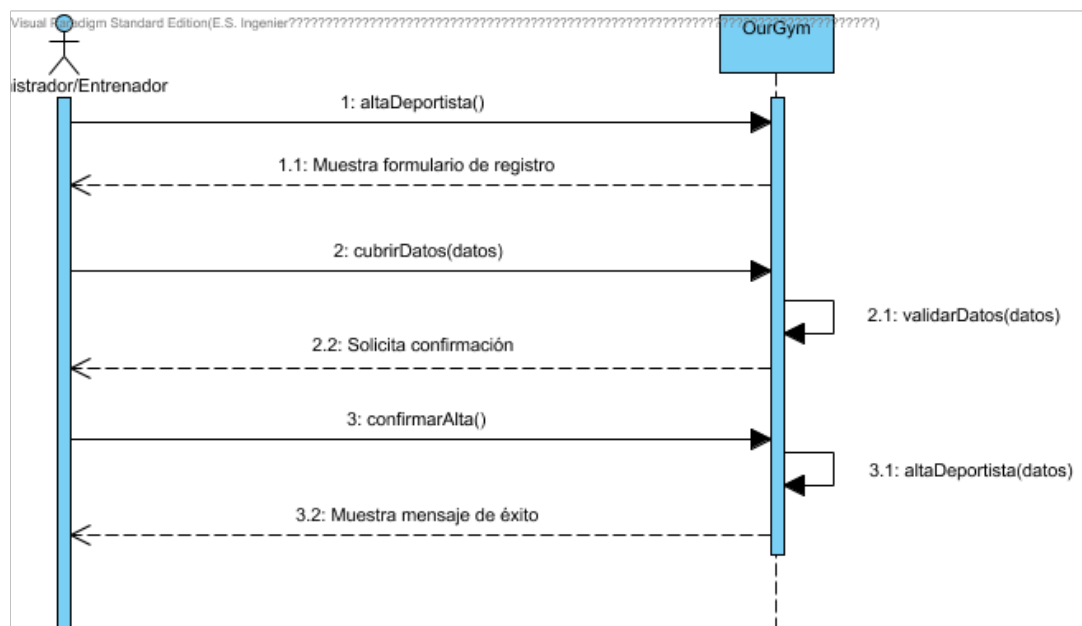 Visual Paradigm Standard Edition(E.S. Ingenier????????????????????????????????????????????????????????????????????????????????)
OurGym
istrador/Entrenador
1: altaDeportista()
1.1: Muestra formulario de registro
2: cubrirDatos(datos)
2.1: validarDatos(datos)
2.2: Solicita confirmación
3: confirmarAlta()
3.1: altaDeportista(datos)
3.2: Muestra mensaje de éxito